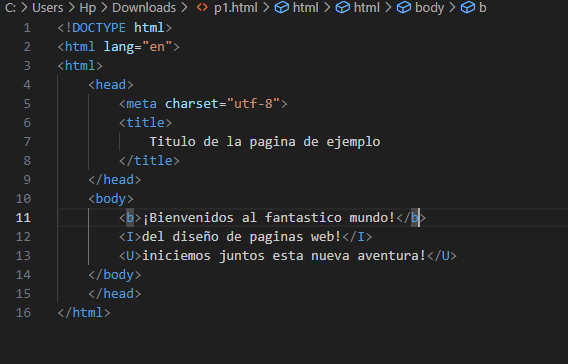 C: > Users > Hp > Downloads > <> p1.html > html > html > body > b
1 <!DOCTYPE html>
2 <html lang="en">
3 <html>
4 <head>
5 <meta charset="utf-8">
6 <title>
7 Titulo de la pagina de ejemplo
8 </title>
9 </head>
10 <body>
11 <b>¡Bienvenidos al fantastico mundo!</b>
12 <I>del diseño de paginas web!</I>
13 <U>iniciemos juntos esta nueva aventura!</U>
14 </body>
15 </head>
16 </html>